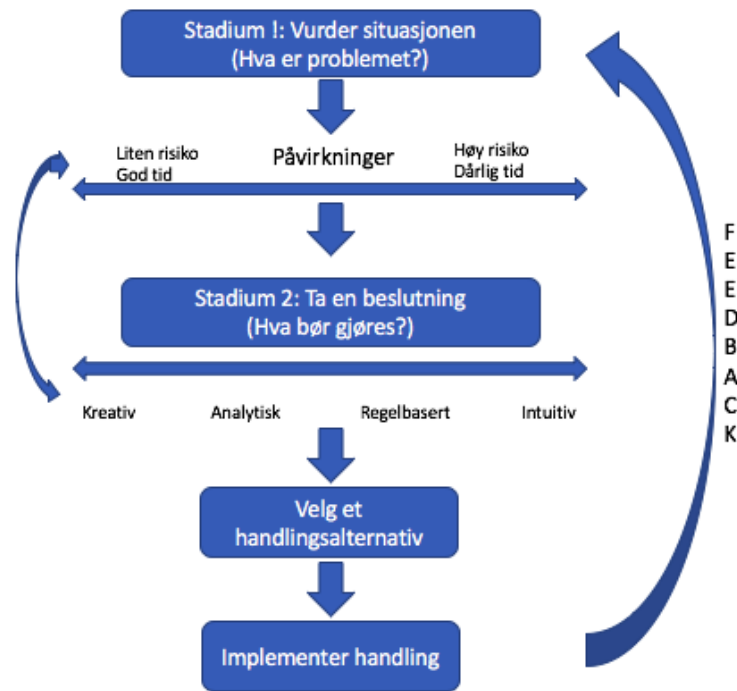 Stadium !: Vurder situasjonen
(Hva er problemet?)
Liten risiko
God tid
Påvirkninger
Høy risiko
Dårlig tid
Stadium 2: Ta en beslutning
(Hva bør gjøres?)
Kreativ
Analytisk
Regelbasert
Intuitiv
Velg et
handlingsalternativ
Implementer handling
FEEDBACK